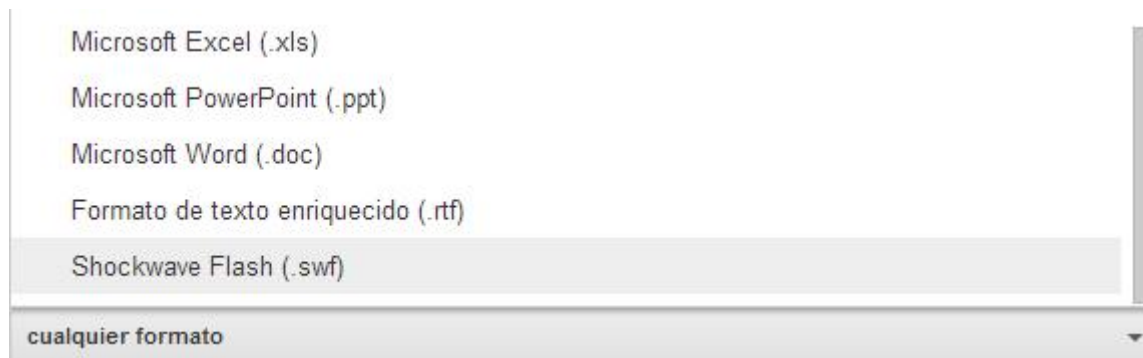 Microsoft Excel (.xls)
Microsoft PowerPoint (.ppt)
Microsoft Word (.doc)
Formato de texto enriquecido (.rtf)
Shockwave Flash (.swf)
cualquier formato